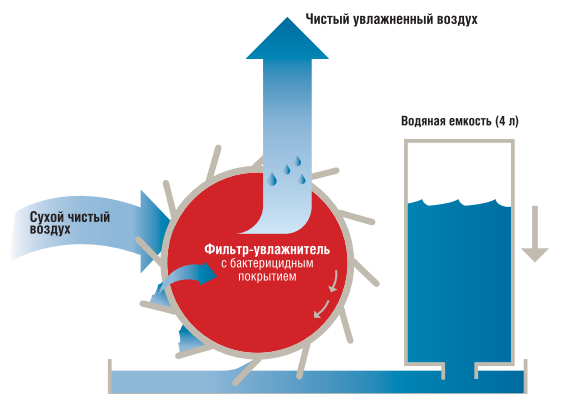 Чистый увлажненный воздух
Водяная емкость (4 л)
Сухой чистый
воздух
Фильтр-увлажнитель
с бактерицидным
покрытием